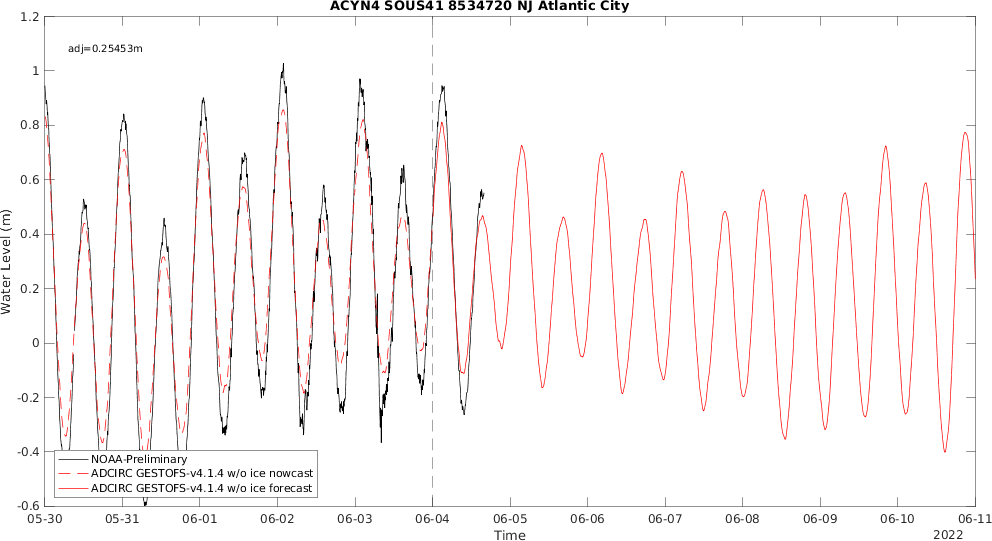 ACYN4 SOUS41 8534720 NJ Atlantic City
adj=0.25453m
Water Level (m)
1.2
1
0.8
0.6
0.4
0.2
0
-0.2
-0.4
-0.6
NOAA-Preliminary
ADCIRC GESTOFS-v4.1.4 w/o ice nowcast
ADCIRC GESTOFS-v4.1.4 w/o ice forecast
05-30 05-31 06-01 06-02 06-03 06-04 06-05 06-06 06-07 06-08 06-09 06-10 06-11
Time
2022